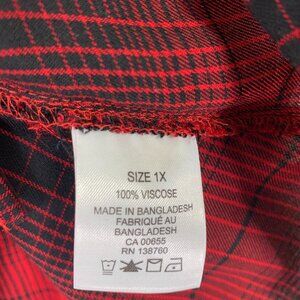 SIZE 1X
100% VISCOSE
MADE IN BANGLADESH
FABRIQUÉ AU
BANGLADESH
CA 00655
RN 138760